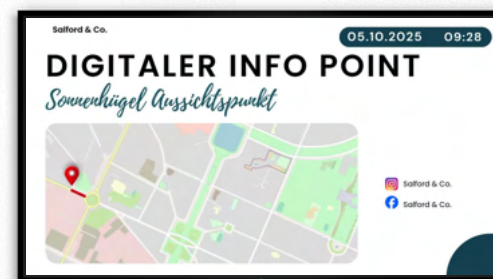 Salford & Co.
05.10.2025 09:28
DIGITALER INFO POINT
Sonnenhügel Aussichtspunkt
Salford & Co.
Salford & Co.